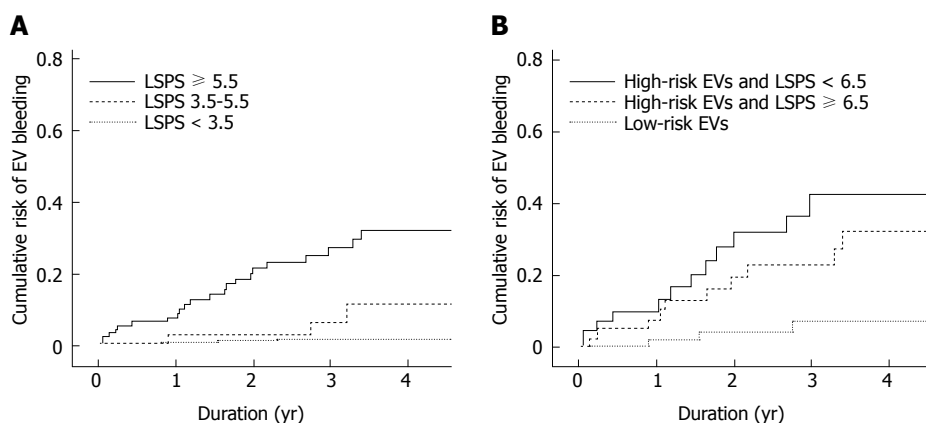 A
0.8
0.6
0.4
0.2
0
Cumulative risk of EV bleeding
LSPS ⩾ 5.5
LSPS 3.5-5.5
LSPS < 3.5
0 1 2 3 4
Duration (yr)
B
0.8
0.6
0.4
0.2
0
Cumulative risk of EV bleeding
High-risk EVs and LSPS < 6.5
High-risk EVs and LSPS ⩾ 6.5
Low-risk EVs
0 1 2 3 4
Duration (yr)